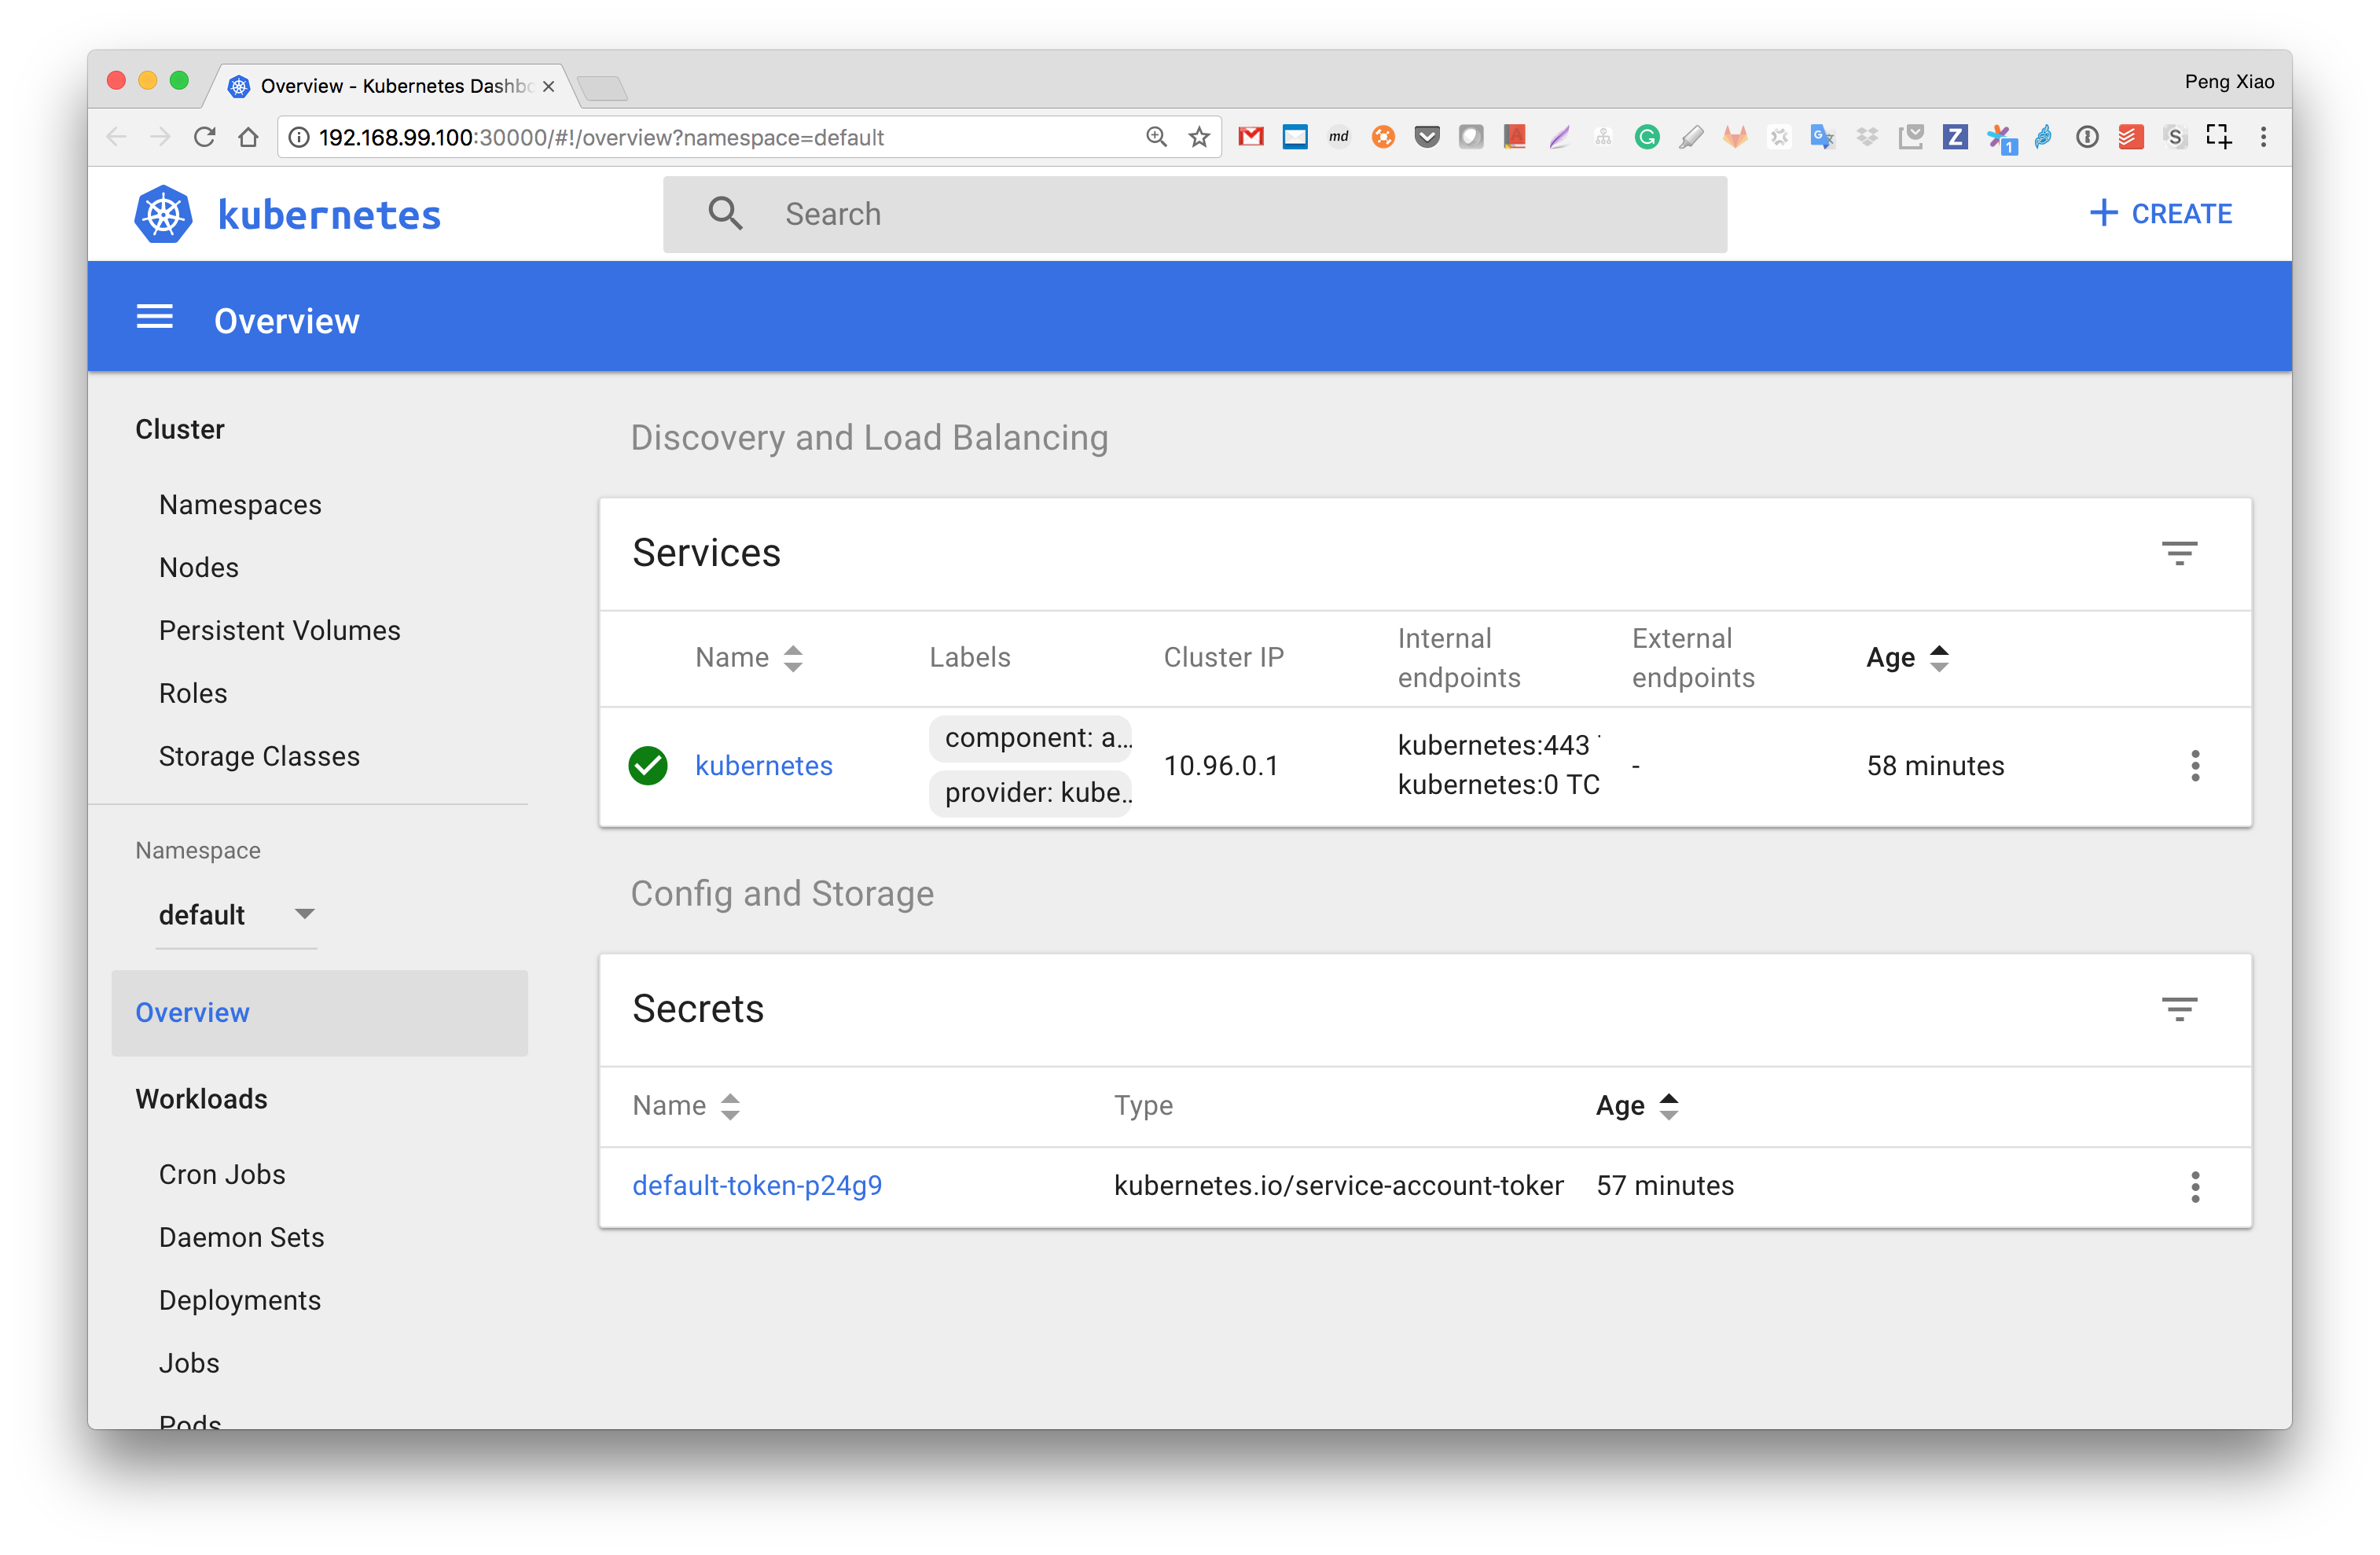 Overview - Kubernetes Dashbo
Peng Xiao
192.168.99.100:30000/#!/overview?namespace=default
md
Z
1
S
kubernetes
Search
CREATE
Overview
Cluster
Namespaces
Nodes
Persistent Volumes
Roles
Storage Classes
Namespace
default
Overview
Workloads
Cron Jobs
Daemon Sets
Deployments
Jobs
Pods
Discovery and Load Balancing
Services
Name Labels Cluster IP Internal endpoints External endpoints Age
kubernetes component: a... provider: kube... 10.96.0.1 kubernetes:443 kubernetes:0 TC - 58 minutes
Config and Storage
Secrets
Name Type Age
default-token-p24g9 kubernetes.io/service-account-token 57 minutes